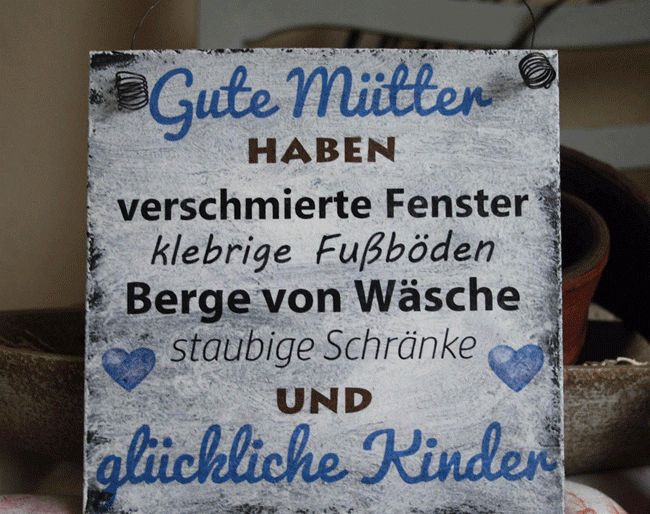 Gute Mütter
HABEN
verschmierte Fenster
klebrige Fußböden
Berge von Wäsche
staubige Schränke
UND
glückliche Kinder